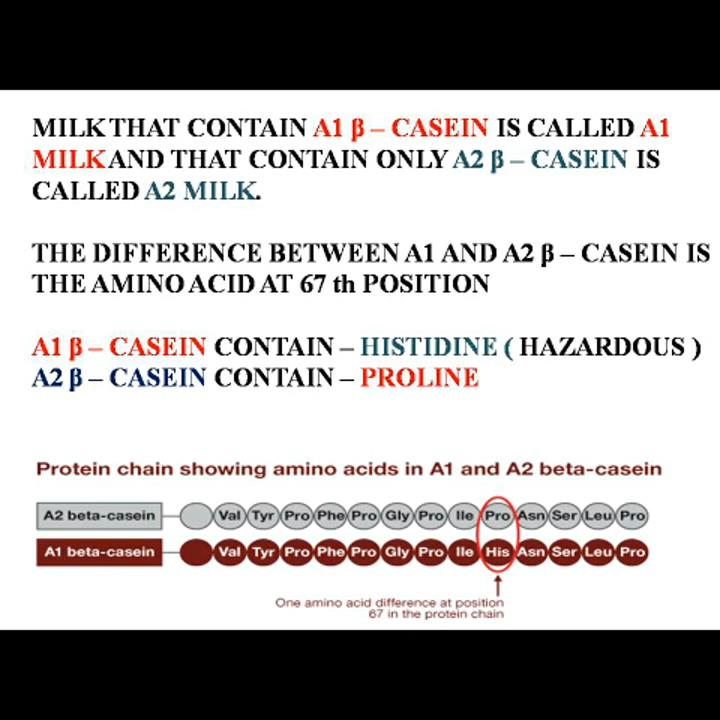 MILK THAT CONTAIN A1 β – CASEIN IS CALLED A1
MILK AND THAT CONTAIN ONLY A2 β – CASEIN IS
CALLED A2 MILK.
THE DIFFERENCE BETWEEN A1 AND A2 β – CASEIN IS
THE AMINO ACID AT 67 th POSITION
A1 β – CASEIN CONTAIN – HISTIDINE ( HAZARDOUS )
A2 β – CASEIN CONTAIN – PROLINE
Protein chain showing amino acids in A1 and A2 beta-casein
A2 beta-casein Val Tyr Pro Phe Pro Gly Pro Ile Pro Asn Ser Leu Pro
A1 beta-casein Val Tyr Pro Phe Pro Gly Pro Ile His Asn Ser Leu Pro
One amino acid difference at position
67 in the protein chain